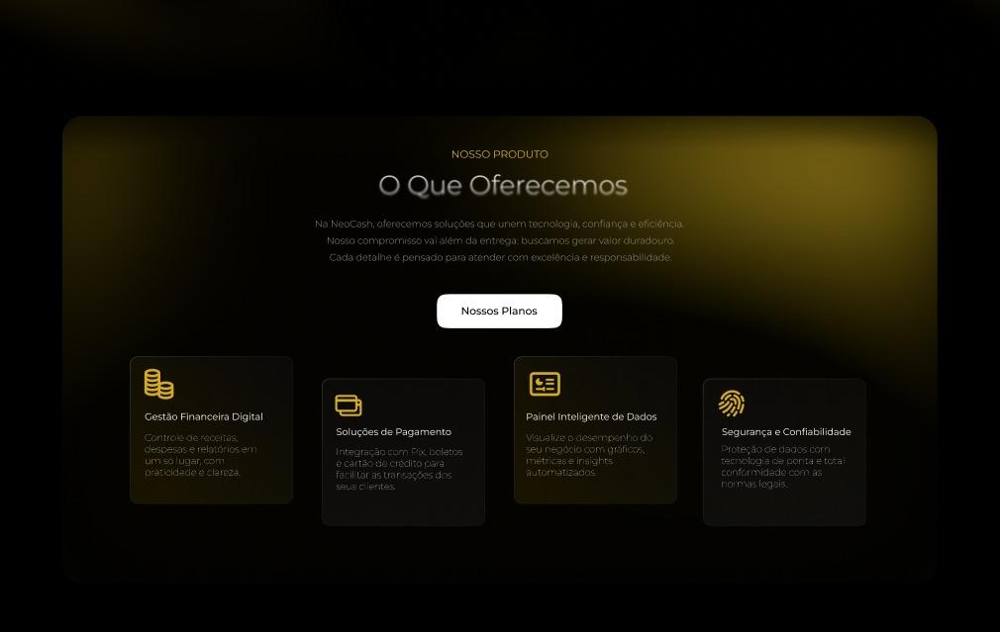 NOSSO PRODUTO
O Que Oferecemos
Na NeoCash, oferecemos soluções que unem tecnologia, confiança e eficiência.
Nosso compromisso vai além da entrega: buscamos gerar valor duradouro.
Cada detalhe é pensado para atender com excelência e responsabilidade.
Nossos Planos
Gestão Financeira Digital
Controle de receitas,
despesas e relatórios em
um só lugar, com
praticidade e clareza.
Soluções de Pagamento
Integração com Pix, boletos
e cartão de crédito para
facilitar as transações dos
seus clientes.
Painel Inteligente de Dados
Visualize o desempenho do
seu negócio com gráficos,
métricas e insights
automatizados.
Segurança e Confiabilidade
Proteção de dados com
tecnologia de ponta e total
conformidade com as
normas legais.